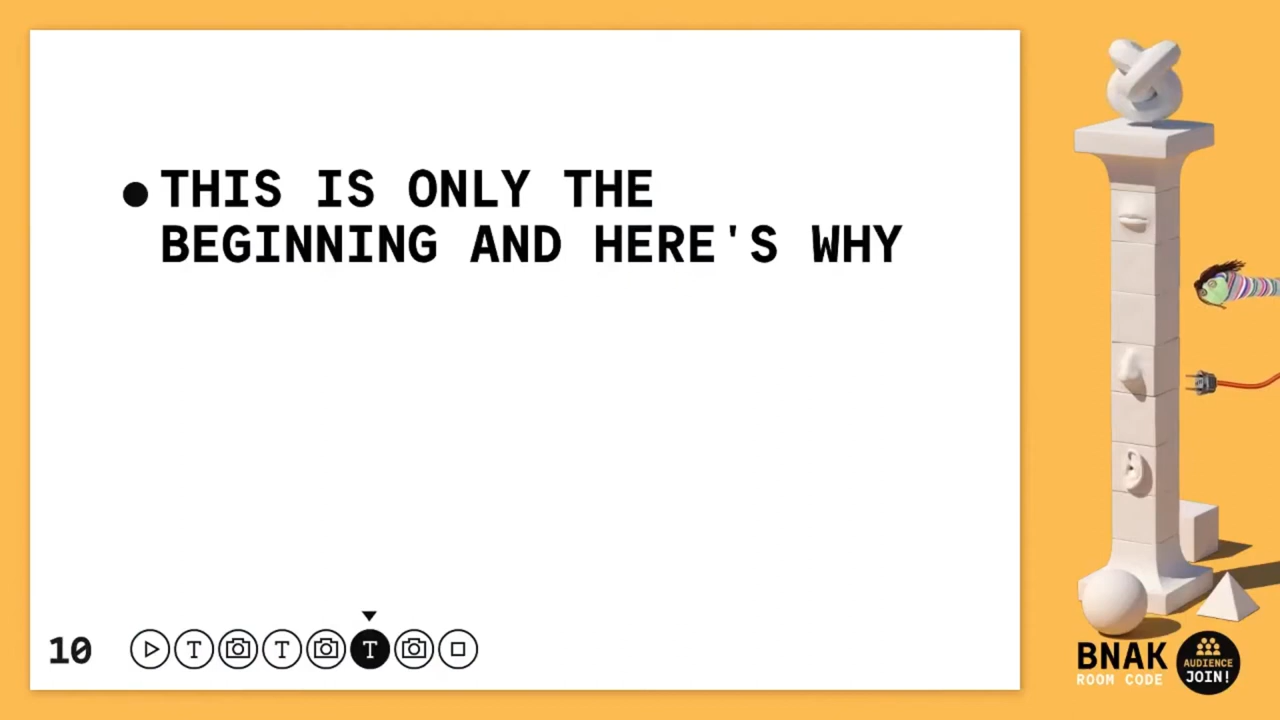 ● THIS IS ONLY THE
BEGINNING AND HERE'S WHY
10
T T T
BNAK
ROOM CODE
AUDIENCE
JOIN!